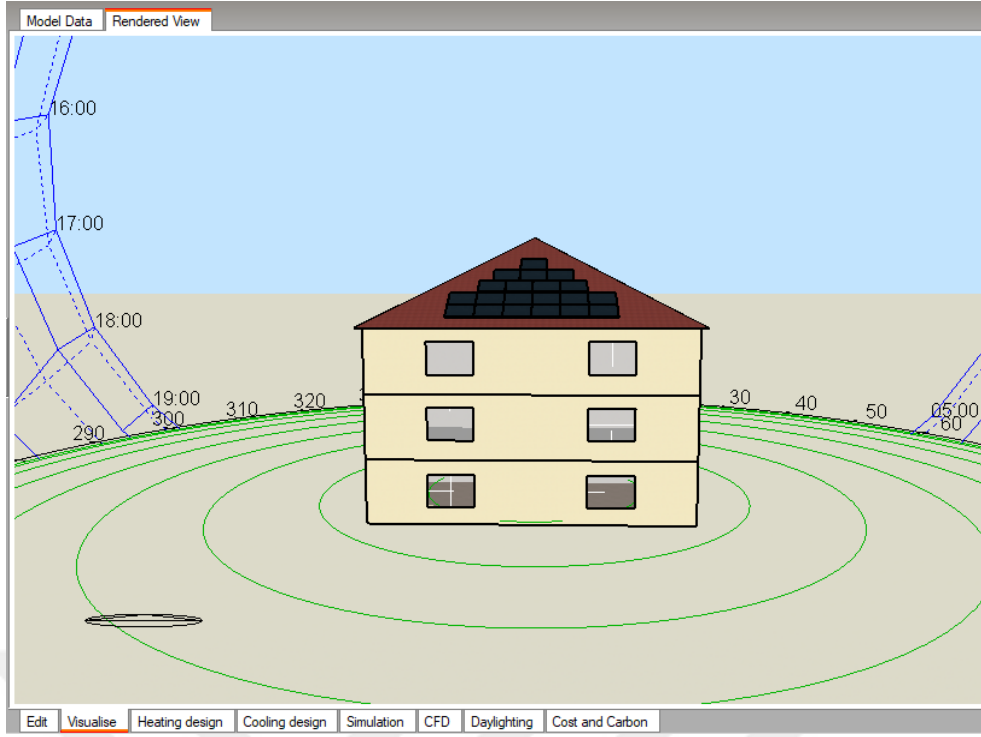 Model Data Rendered View
16:00
17:00
18:00
19:00
290 300 310 320
30 40 50 60 05:00
Edit Visualise Heating design Cooling design Simulation CFD Daylighting Cost and Carbon